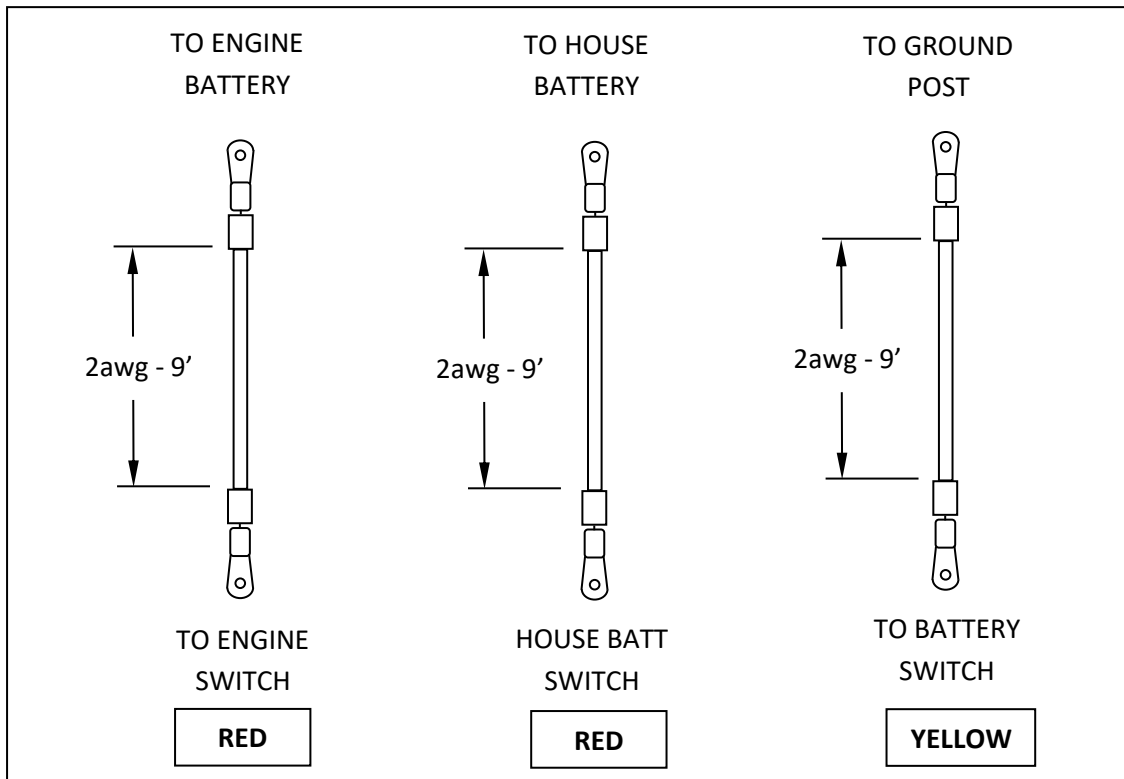 TO ENGINE
BATTERY
2awg - 9’
TO ENGINE
SWITCH
RED
TO HOUSE
BATTERY
2awg - 9’
HOUSE BATT
SWITCH
RED
TO GROUND
POST
2awg - 9’
TO BATTERY
SWITCH
YELLOW